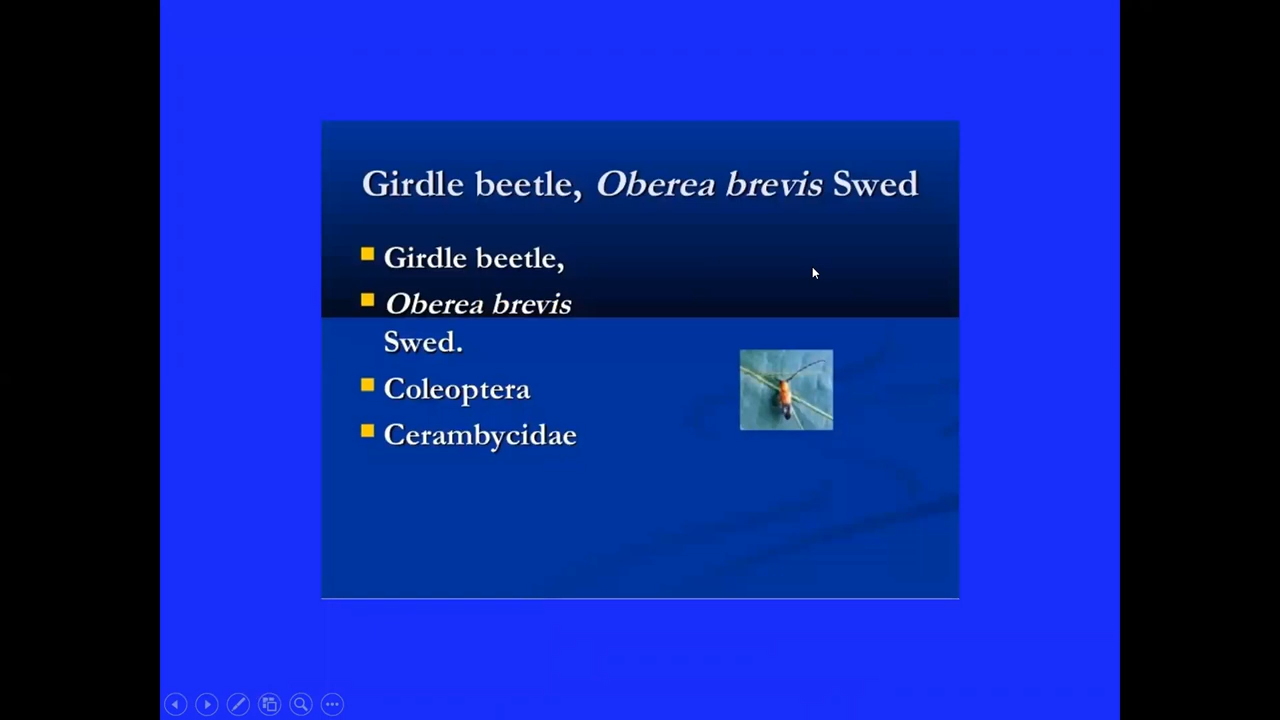 Girdle beetle, Oberea brevis Swed
Girdle beetle,
Oberea brevis
Swed.
Coleoptera
Cerambycidae